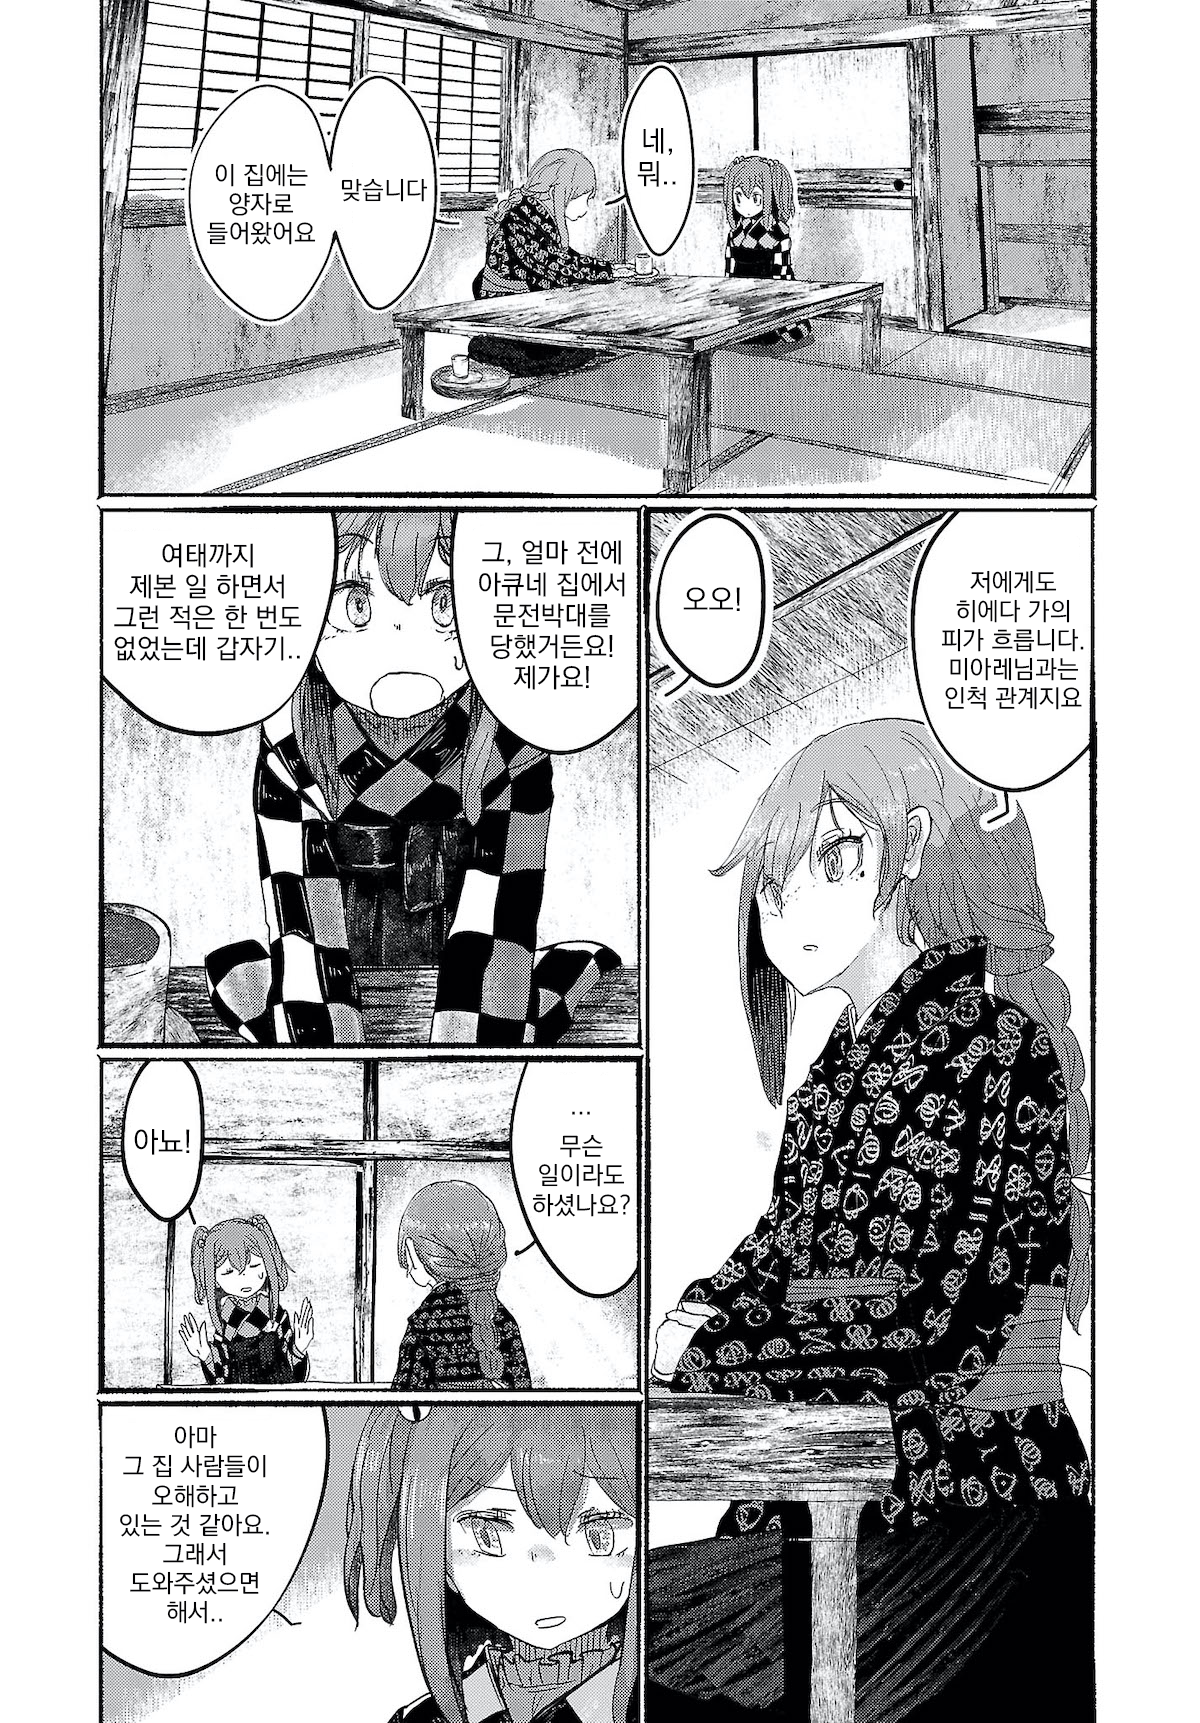 네,
뭐..
맞습니다
이 집에는
양자로
들어왔어요
저에게도
히에다 가의
피가 흐릅니다.
미아레님과는
인척 관계지요
오오!
그, 얼마 전에
아큐네 집에서
문전박대를
당했거든요!
제가요!
여태까지
제본 일 하면서
그런 적은 한 번도
없었는데 갑자기..
…
무슨
일이라도
하셨나요?
아뇨!
아마
그 집 사람들이
오해하고
있는 것 같아요.
그래서
도와주셨으면
해서..